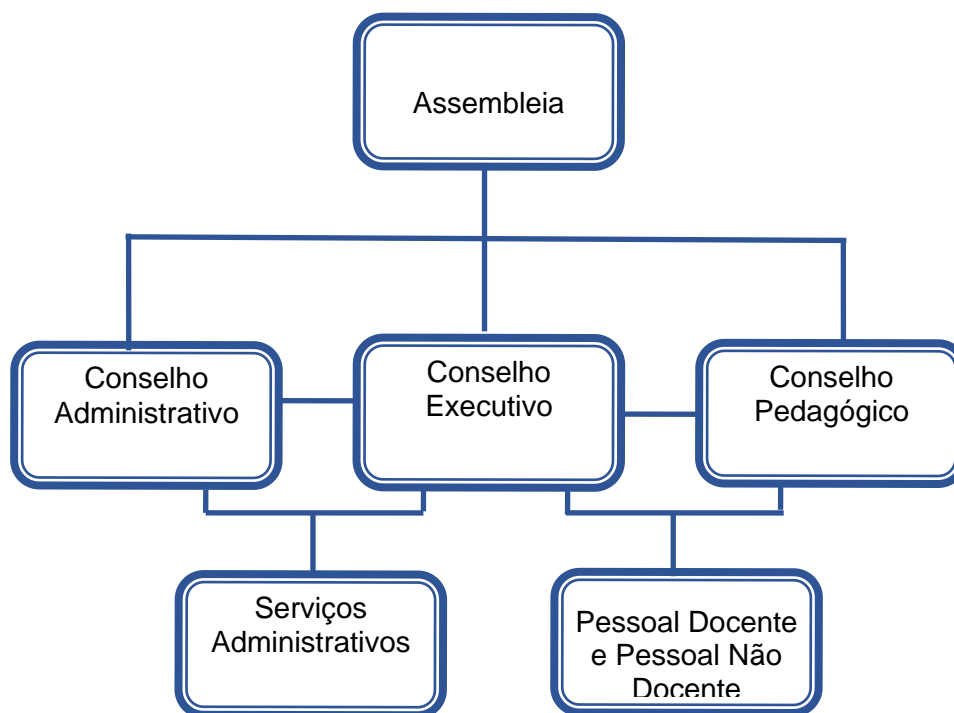 Assembleia
Conselho
Administrativo
Conselho
Executivo
Conselho
Pedagógico
Serviços
Administrativos
Pessoal Docente
e Pessoal Não
Docente